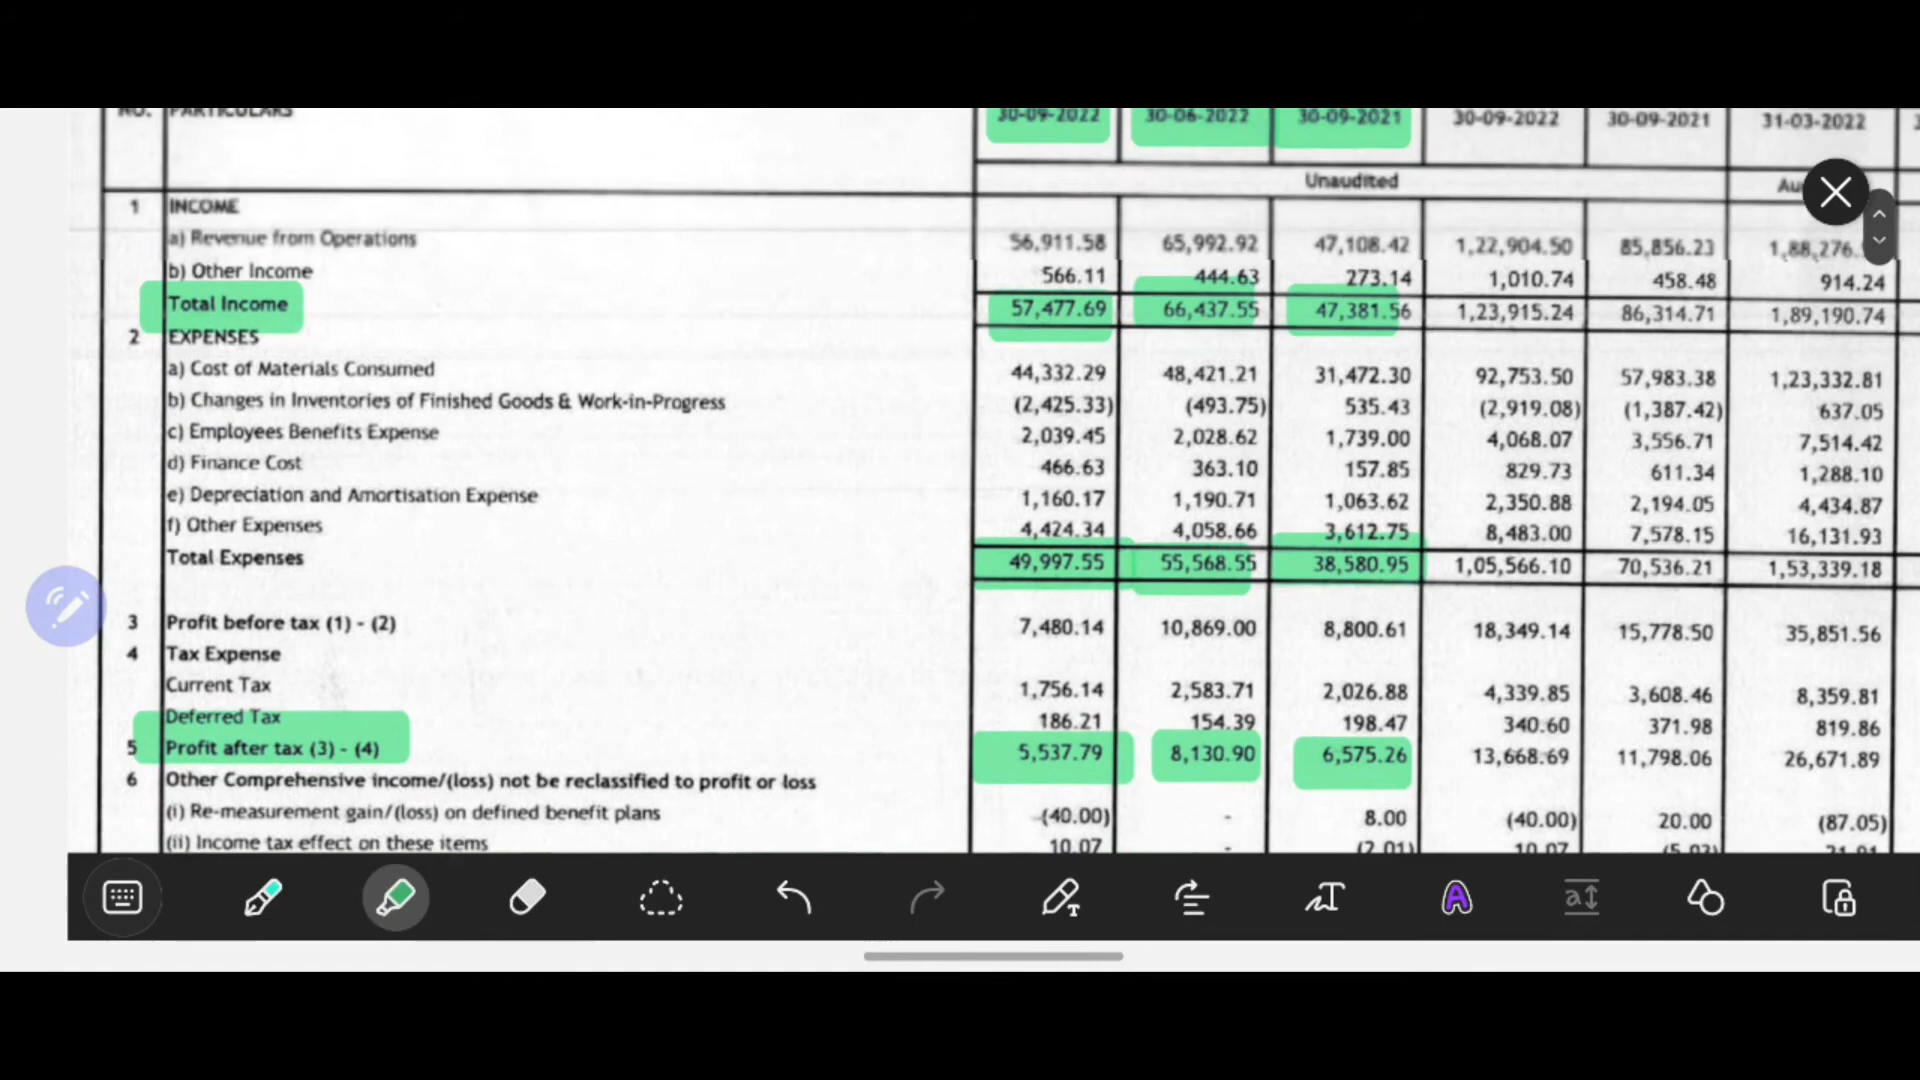 NO. PARTICULARS 30-09-2022 30-06-2022 30-09-2021 30-09-2022 30-09-2021 31-03-2022
Unaudited
1 INCOME
a) Revenue from Operations 56,911.58 65,992.92 47,108.42 1,22,904.50 85,856.23 1,88,276.
b) Other Income 566.11 444.63 273.14 1,010.74 458.48 914.24
Total Income 57,477.69 66,437.55 47,381.56 1,23,915.24 86,314.71 1,89,190.74
2 EXPENSES
a) Cost of Materials Consumed 44,332.29 48,421.21 31,472.30 92,753.50 57,983.38 1,23,332.81
b) Changes in Inventories of Finished Goods & Work-in-Progress (2,425.33) (493.75) 535.43 (2,919.08) (1,387.42) 637.05
c) Employees Benefits Expense 2,039.45 2,028.62 1,739.00 4,068.07 3,556.71 7,514.42
d) Finance Cost 466.63 363.10 157.85 829.73 611.34 1,288.10
e) Depreciation and Amortisation Expense 1,160.17 1,190.71 1,063.62 2,350.88 2,194.05 4,434.87
f) Other Expenses 4,424.34 4,058.66 3,612.75 8,483.00 7,578.15 16,131.93
Total Expenses 49,997.55 55,568.55 38,580.95 1,05,566.10 70,536.21 1,53,339.18
3 Profit before tax (1) - (2) 7,480.14 10,869.00 8,800.61 18,349.14 15,778.50 35,851.56
4 Tax Expense
Current Tax 1,756.14 2,583.71 2,026.88 4,339.85 3,608.46 8,359.81
Deferred Tax 186.21 154.39 198.47 340.60 371.98 819.86
5 Profit after tax (3) - (4) 5,537.79 8,130.90 6,575.26 13,668.69 11,798.06 26,671.89
6 Other Comprehensive income/(loss) not be reclassified to profit or loss
(i) Re-measurement gain/(loss) on defined benefit plans (40.00) - 8.00 (40.00) 20.00 (87.05)
(ii) Income tax effect on these items 10.07 - (2.01) 10.07 (5.03) 21.91